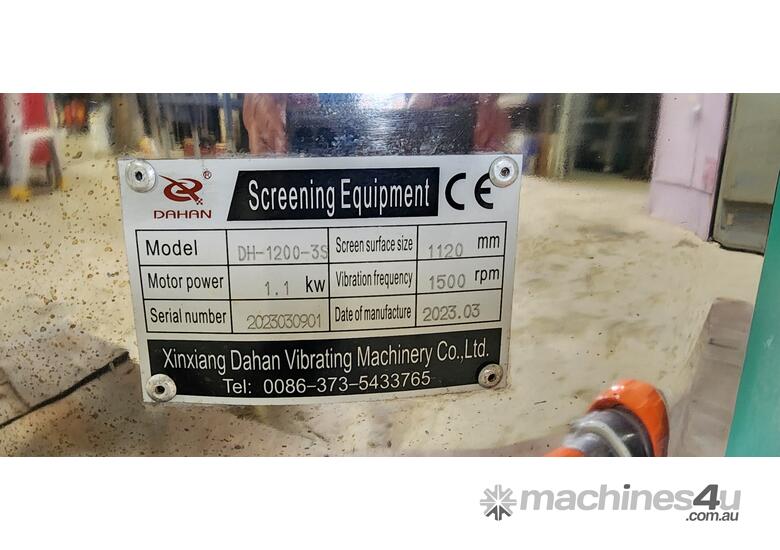 DAHAN ®
Screening Equipment CE
Model DH-1200-3S Screen surface size 1120 mm
Motor power 1.1 kw Vibration frequency 1500 rpm
Serial number 2023030901 Date of manufacture 2023.03
Xinxiang Dahan Vibrating Machinery Co.,Ltd.
Tel: 0086-373-5433765
machines4u
.com.au